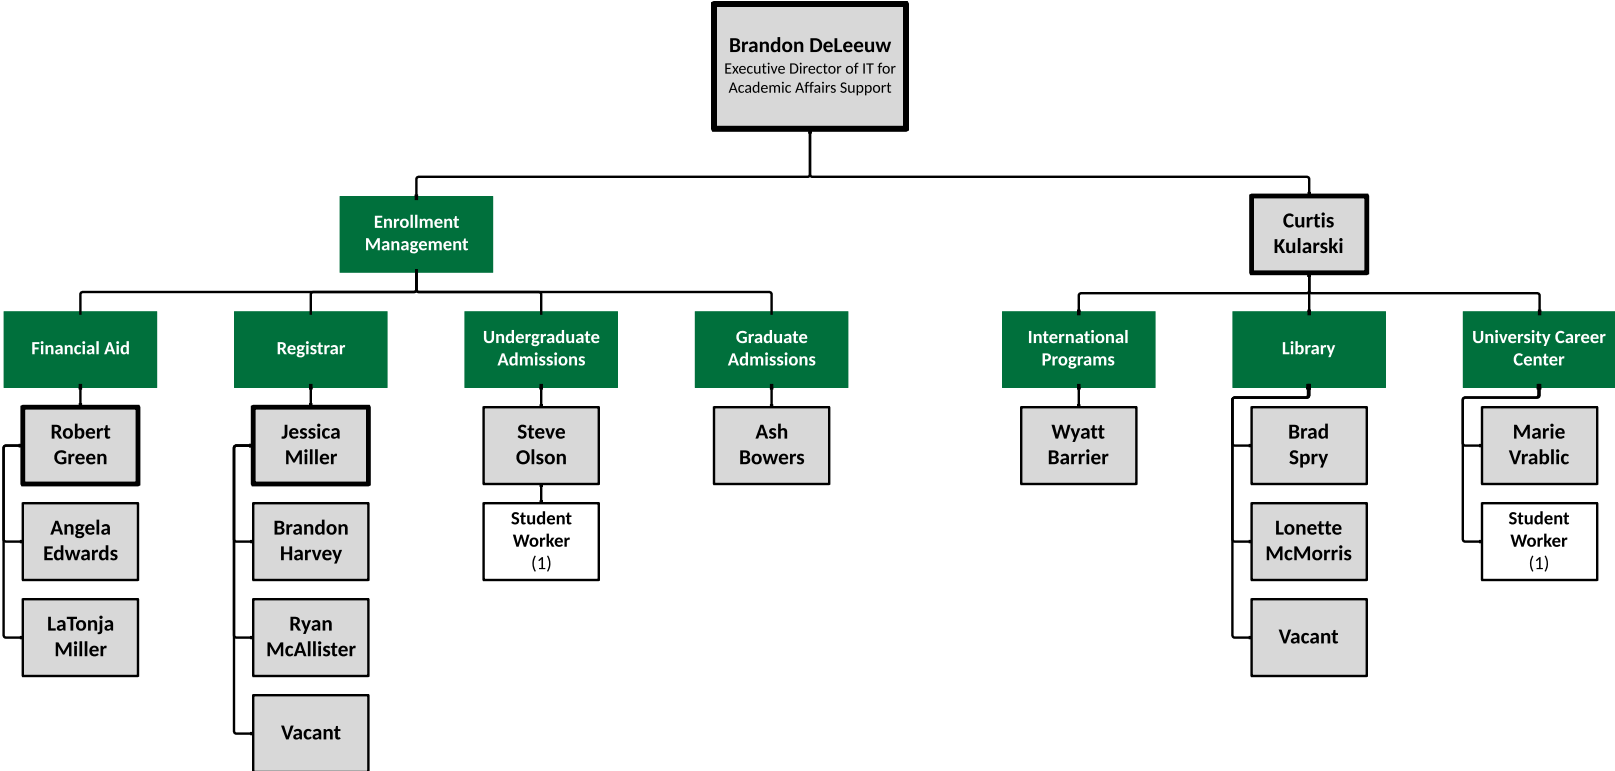 Brandon DeLeeuw
Executive Director of IT for
Academic Affairs Support
Enrollment
Management
Curtis
Kularski
Financial Aid
Registrar
Undergraduate
Admissions
Graduate
Admissions
International
Programs
Library
University Career
Center
Robert
Green
Jessica
Miller
Steve
Olson
Ash
Bowers
Wyatt
Barrier
Brad
Spry
Marie
Vrablic
Angela
Edwards
Brandon
Harvey
Student
Worker
(1)
Lonette
McMorris
Student
Worker
(1)
LaTonja
Miller
Ryan
McAllister
Vacant
Vacant